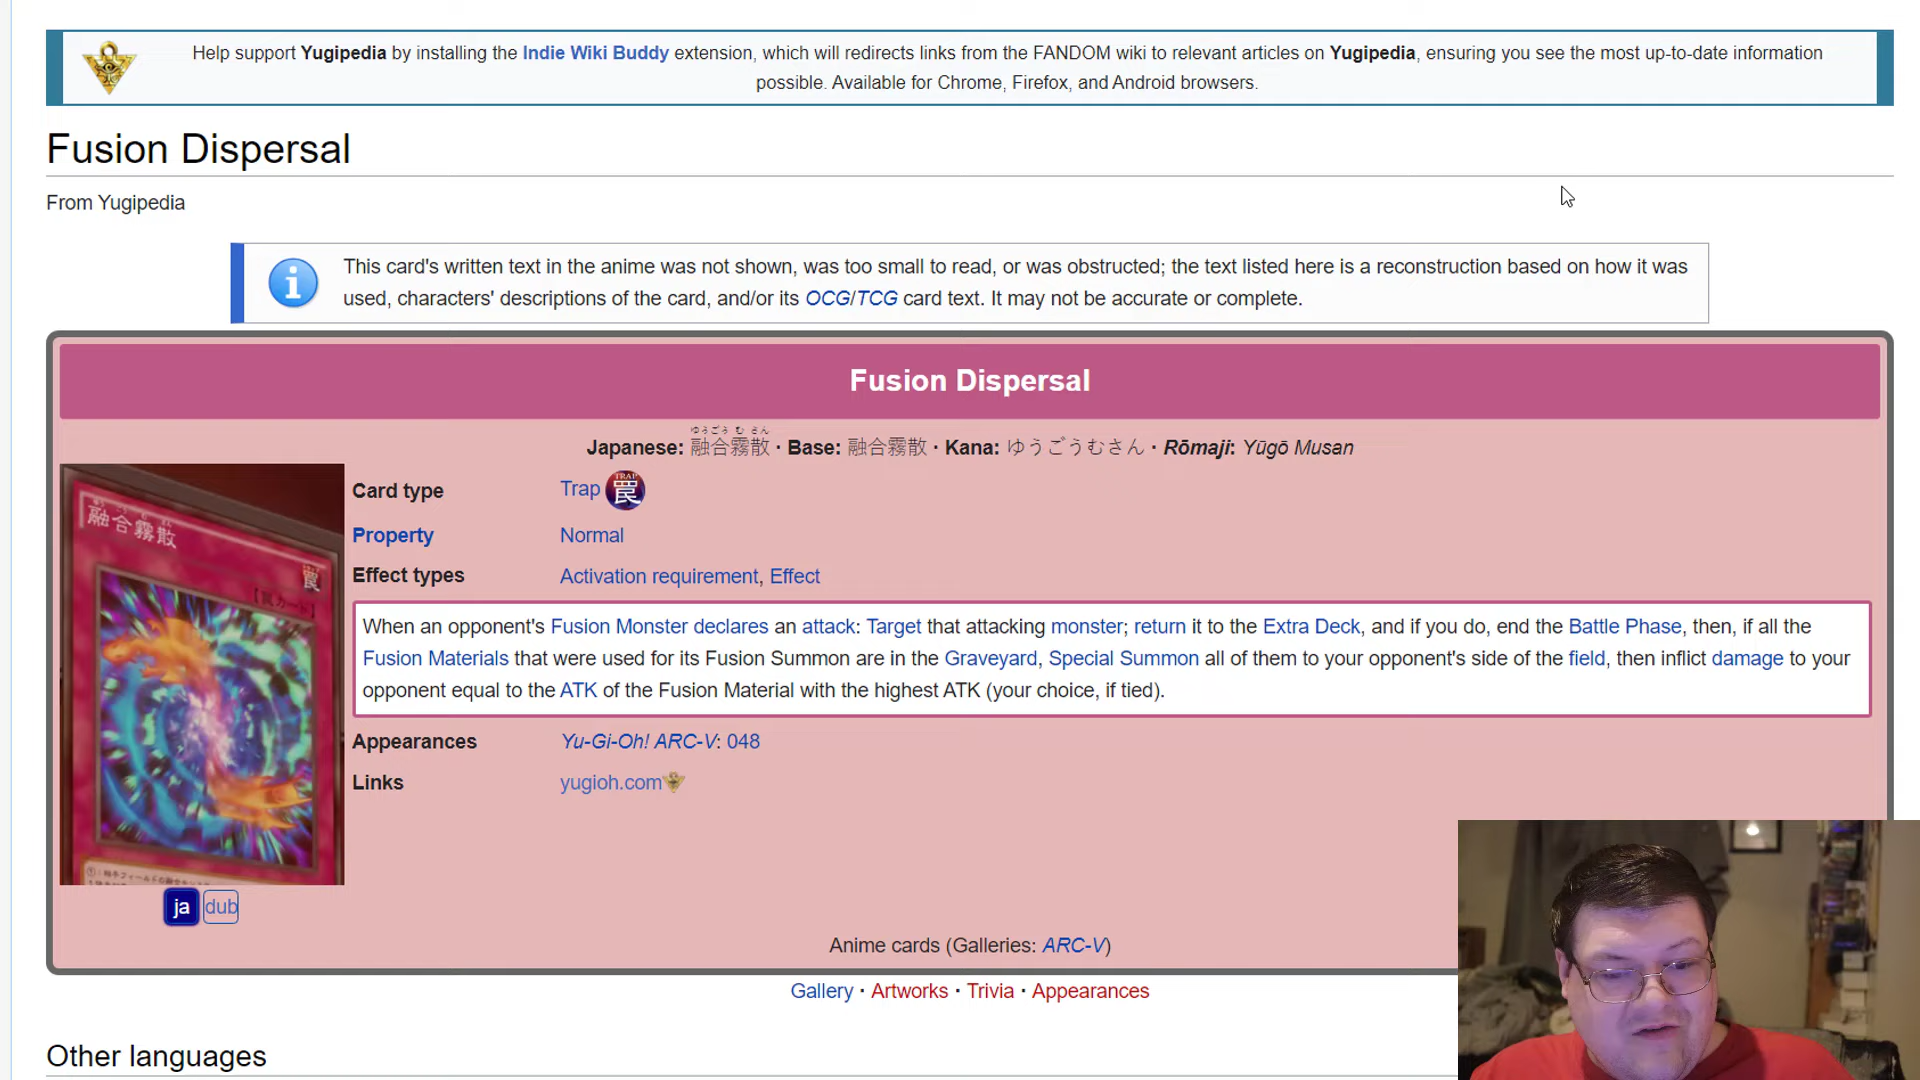 Help support Yugipedia by installing the Indie Wiki Buddy extension, which will redirects links from the FANDOM wiki to relevant articles on Yugipedia, ensuring you see the most up-to-date information
possible. Available for Chrome, Firefox, and Android browsers.
Fusion Dispersal
From Yugipedia
This card's written text in the anime was not shown, was too small to read, or was obstructed; the text listed here is a reconstruction based on how it was
used, characters' descriptions of the card, and/or its OCG/TCG card text. It may not be accurate or complete.
Fusion Dispersal
ゆうごう む さん
Japanese: 融合霧散 · Base: 融合霧散 · Kana: ゆうごうむさん · Rōmaji: Yūgō Musan
融合霧散
罠
Card type Trap TRAP 罠
Property Normal
Effect types Activation requirement, Effect
When an opponent's Fusion Monster declares an attack: Target that attacking monster; return it to the Extra Deck, and if you do, end the Battle Phase, then, if all the
Fusion Materials that were used for its Fusion Summon are in the Graveyard, Special Summon all of them to your opponent's side of the field, then inflict damage to your
opponent equal to the ATK of the Fusion Material with the highest ATK (your choice, if tied).
Appearances Yu-Gi-Oh! ARC-V: 048
Links yugioh.com
ja dub
Anime cards (Galleries: ARC-V)
Gallery · Artworks · Trivia · Appearances
Other languages